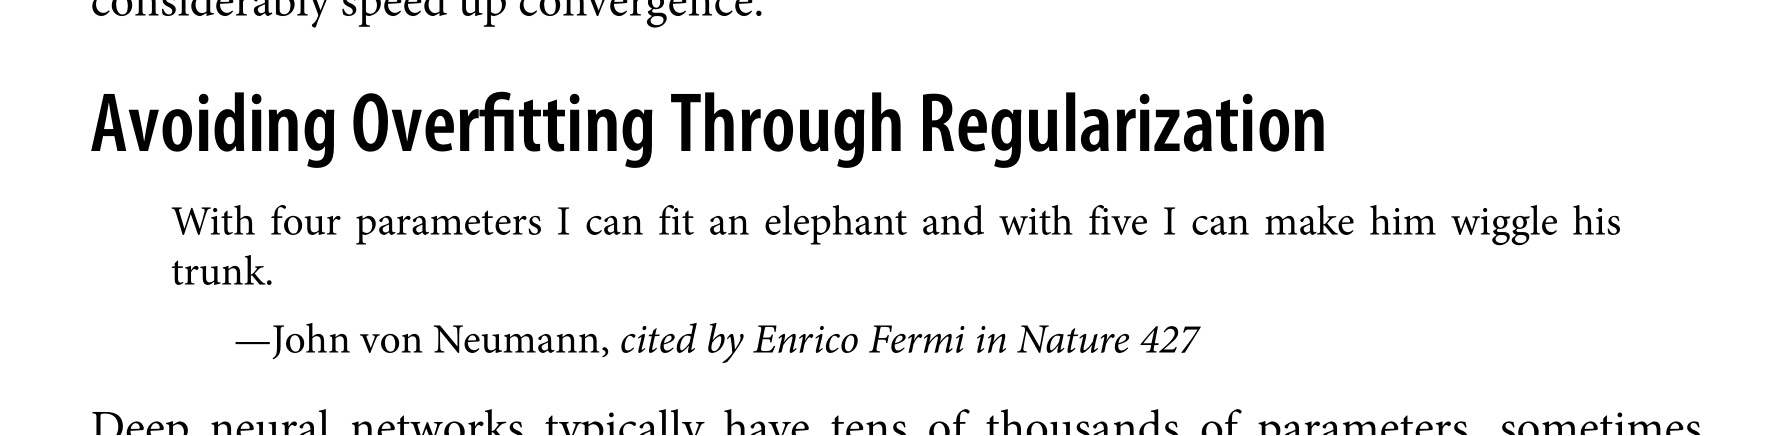 considerably speed up convergence.
Avoiding Overfitting Through Regularization
With four parameters I can fit an elephant and with five I can make him wiggle his
trunk.
—John von Neumann, cited by Enrico Fermi in Nature 427
Deep neural networks typically have tens of thousands of parameters, sometimes